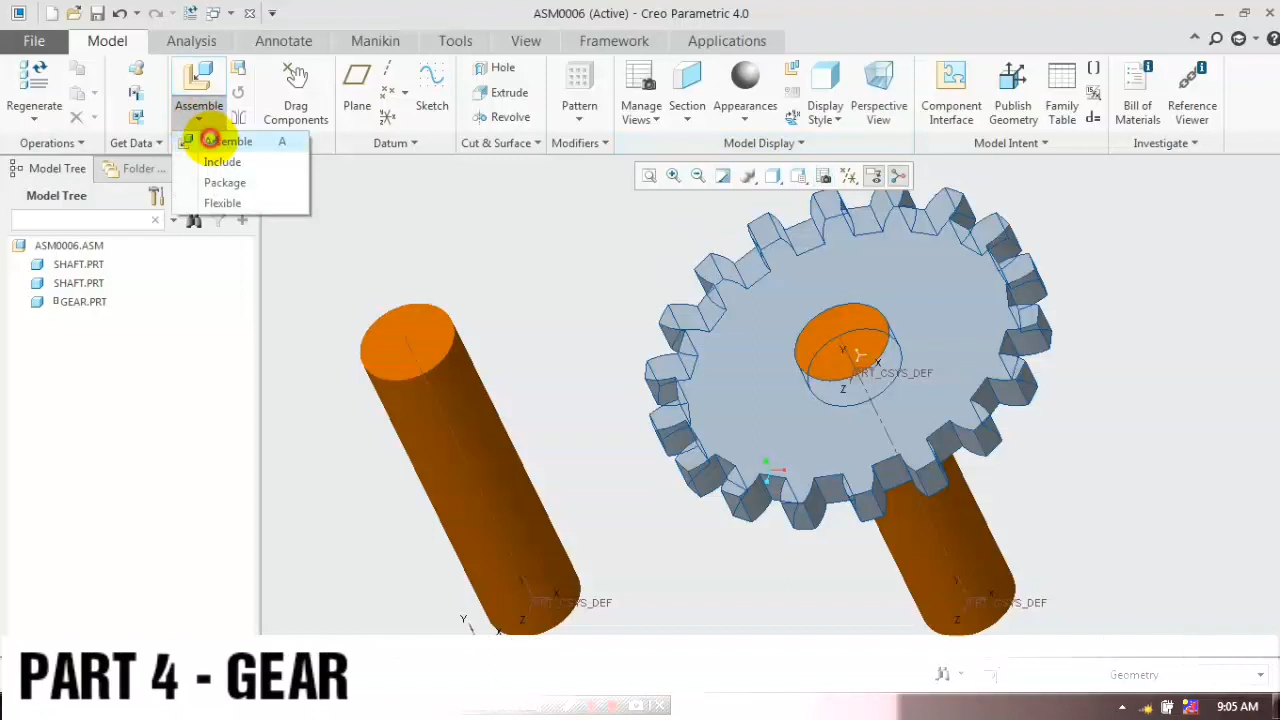 ASM0006 (Active) - Creo Parametric 4.0
File Model Analysis Annotate Manikin Tools View Framework Applications
Regenerate
Assemble
Drag Components
Plane
Sketch
Hole
Extrude
Revolve
Pattern
Manage Views
Section
Appearances
Display Style
Perspective View
Component Interface
Publish Geometry
Family Table
Bill of Materials
Reference Viewer
Operations Get Data Datum Cut & Surface Modifiers Model Display Model Intent Investigate
Assemble A
Include
Package
Flexible
Model Tree Folder ...
Model Tree
ASM0006.ASM
SHAFT.PRT
SHAFT.PRT
GEAR.PRT
Y
X
PRT_CSYS_DEF
Z
Y
X
PRT_CSYS_DEF
Z
Y
X
PRT_CSYS_DEF
Z
Y
X
PART 4 - GEAR
Geometry
9:05 AM